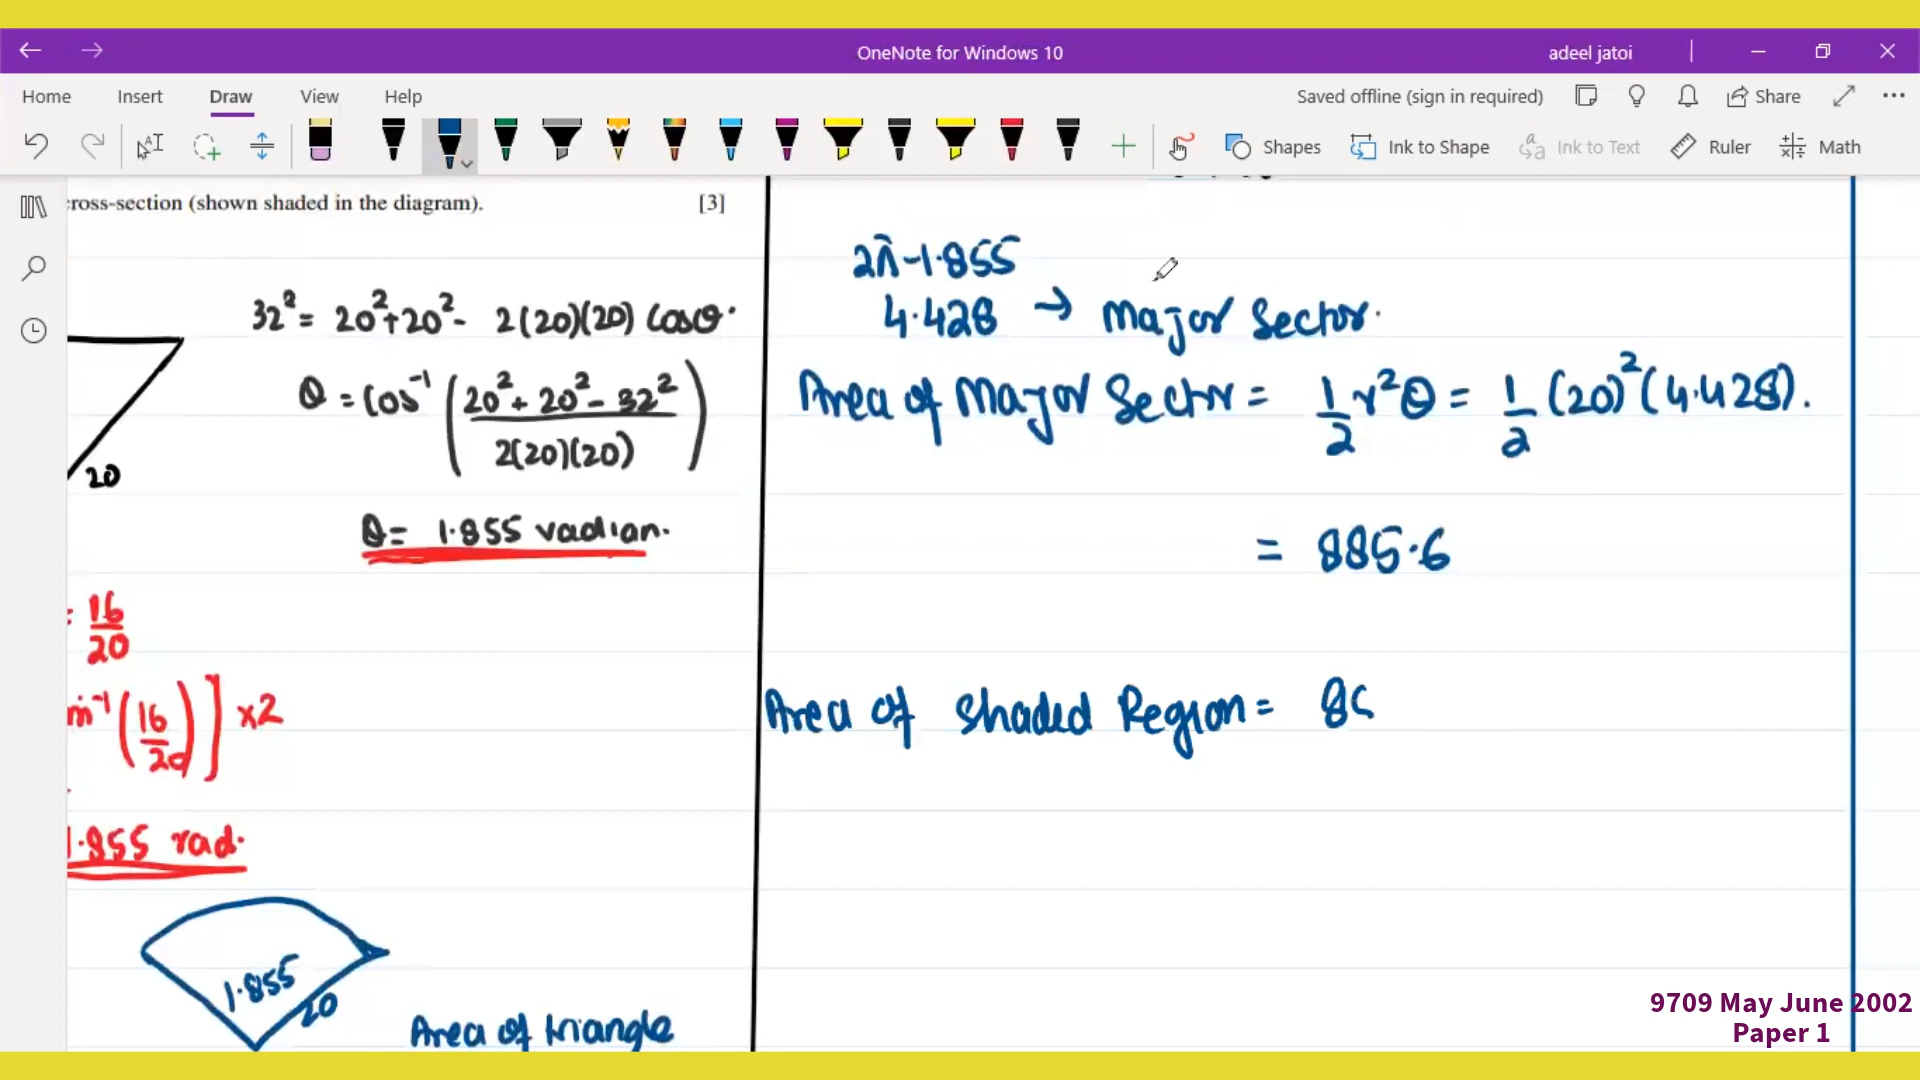 OneNote for Windows 10
adeel jatoi
Home Insert Draw View Help
Saved offline (sign in required)
Share
Shapes
Ink to Shape
Ink to Text
Ruler
Math
ross-section (shown shaded in the diagram). [3]
32² = 20² + 20² - 2(20)(20) Cosθ.
θ = Cos⁻¹ (20² + 20² - 32² / 2(20)(20))
20
θ = 1.855 radian.
= 16/20
(16/20)] x2
1.855 rad.
1.855
20
Area of triangle
2π-1.855
4.428 → Major Sector.
Area of Major Sector = 1/2 r²θ = 1/2 (20)² (4.428).
= 885.6
Area of Shaded Region =
9709 May June 2002
Paper 1